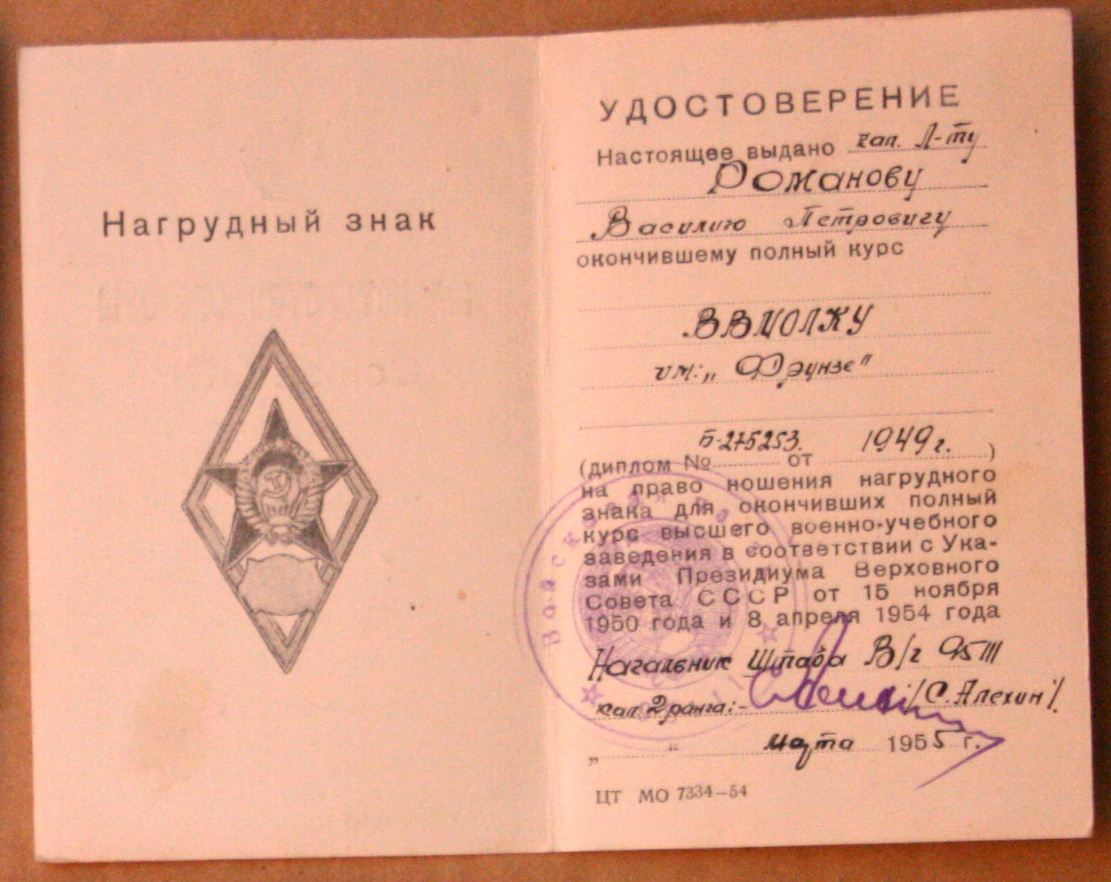 Нагрудный знак
УДОСТОВЕРЕНИЕ
Настоящее выдано кап. Л-ту
Романову
Василию Петровичу
окончившему полный курс
ВВМОЛКУ
им: „Фрунзе"
(диплом № Б-275253. от 1949г.)
на право ношения нагрудного
знака для окончивших полный
курс высшего военно-учебного
заведения в соответствии с Ука-
зами Президиума Верховного
Совета СССР от 15 ноября
1950 года и 8 апреля 1954 года
Начальник Штаба В/ч 95111
кап. 2 ранга:- /С. Алехин/.
„ " марта 1955 г.
ЦТ МО 7334—54